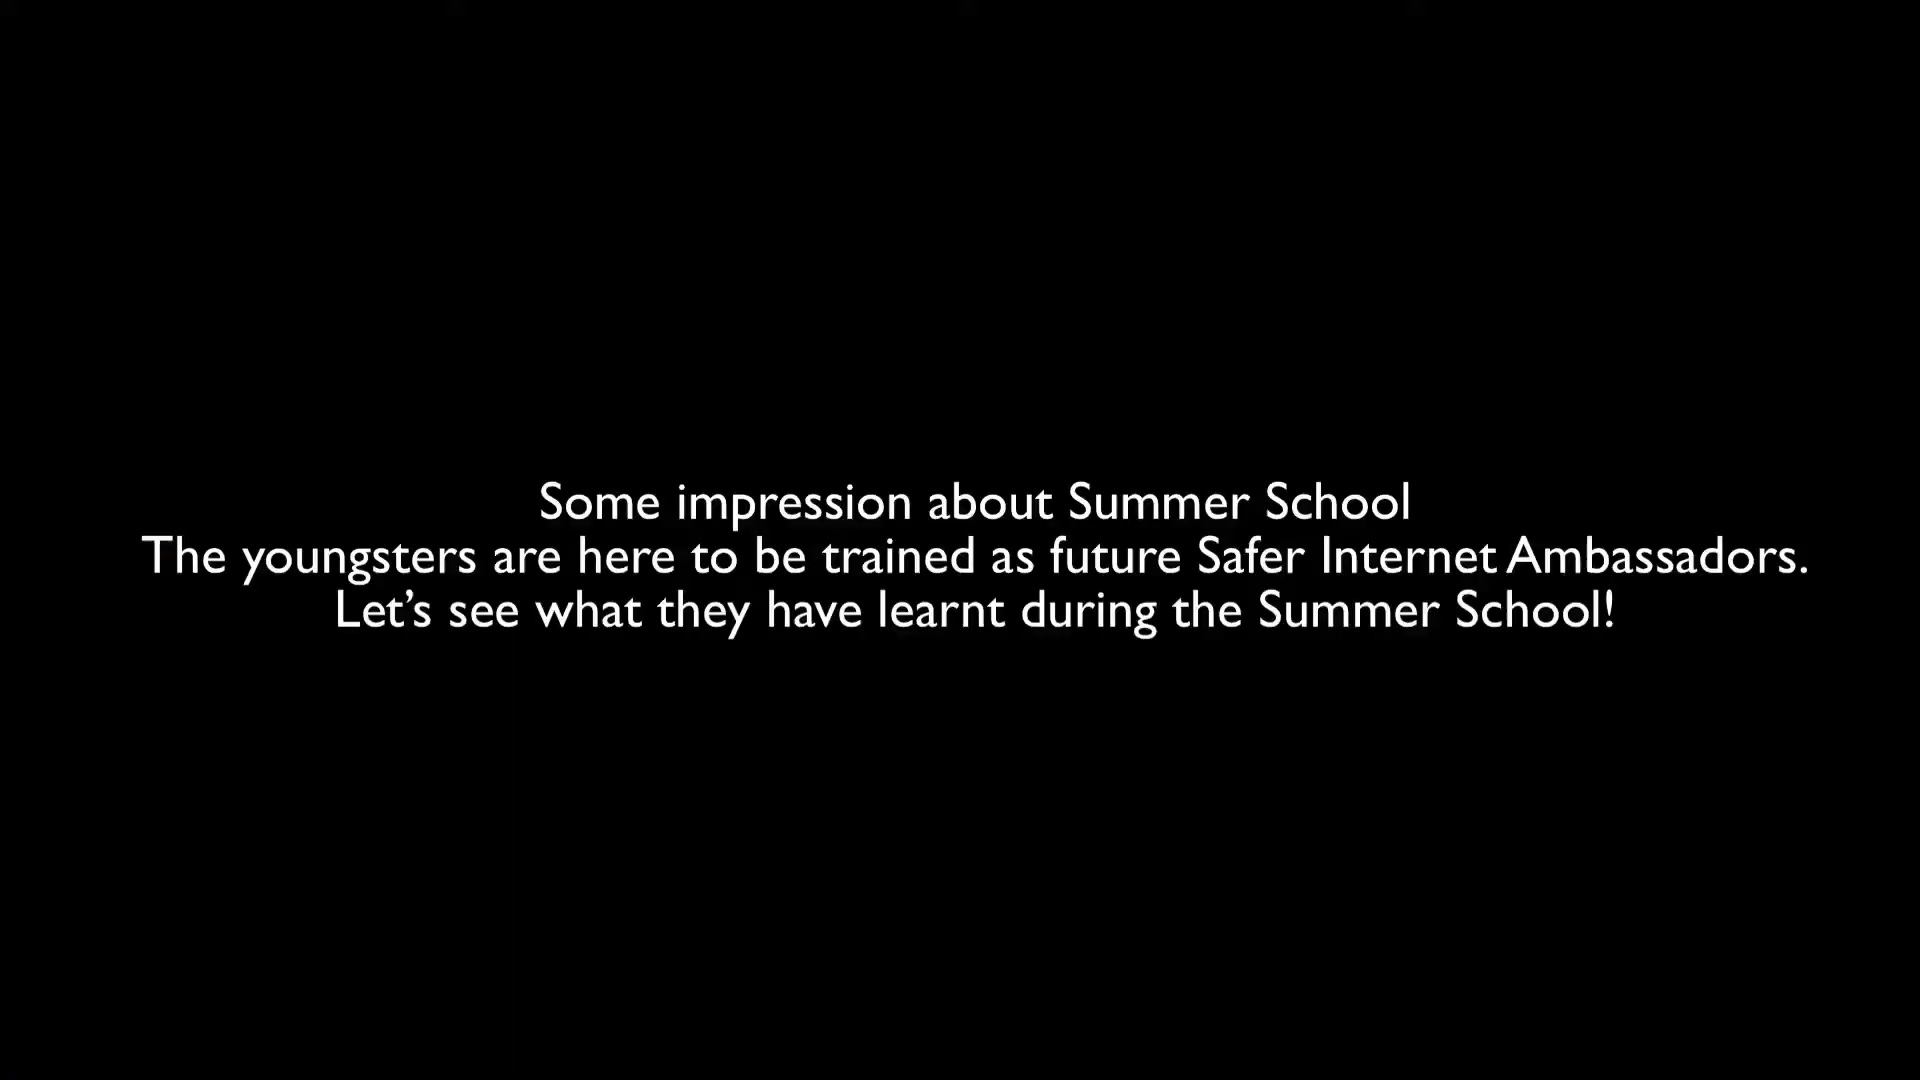 Some impression about Summer School
The youngsters are here to be trained as future Safer Internet Ambassadors.
Let’s see what they have learnt during the Summer School!